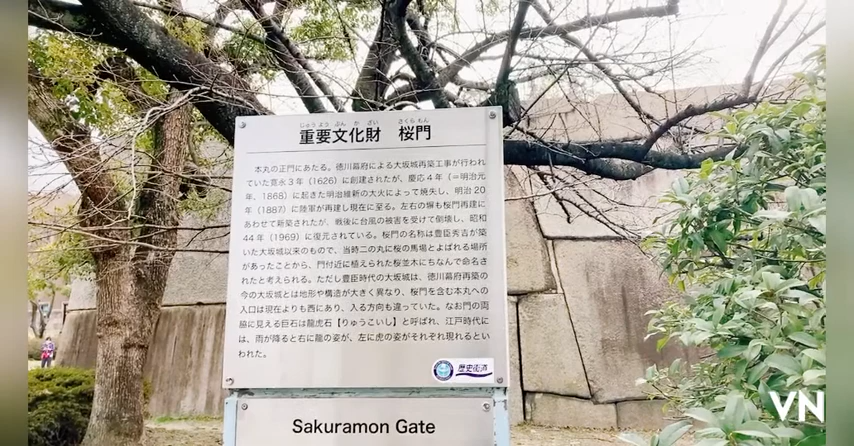 じゅう よう ぶん か ざい さくら もん
重要文化財 桜門
本丸の正門にあたる。徳川幕府による大坂城再築工事が行われ
ていた寛永3年（1626）に創建されたが、慶応4年（＝明治元
年、1868）に起きた明治維新の大火によって焼失し、明治20
年（1887）に陸軍が再建し現在に至る。左右の塀も桜門再建に
あわせて新築されたが、戦後に台風の被害を受けて倒壊し、昭和
44年（1969）に復元されている。桜門の名称は豊臣秀吉が築
いた大坂城以来のもので、当時二の丸に桜の馬場とよばれる場所
があったことから、門付近に植えられた桜並木にちなんで命名さ
れたと考えられる。ただし豊臣時代の大坂城は、徳川幕府再築の
今の大坂城とは地形や構造が大きく異なり、桜門を含む本丸への
入口は現在よりも西にあり、入る方向も違っていた。なお門の両
脇に見える巨石は龍虎石【りゅうこいし】と呼ばれ、江戸時代に
は、雨が降ると右に龍の姿が、左に虎の姿がそれぞれ現れるとい
われた。
歴史街道
Sakuramon Gate
VN